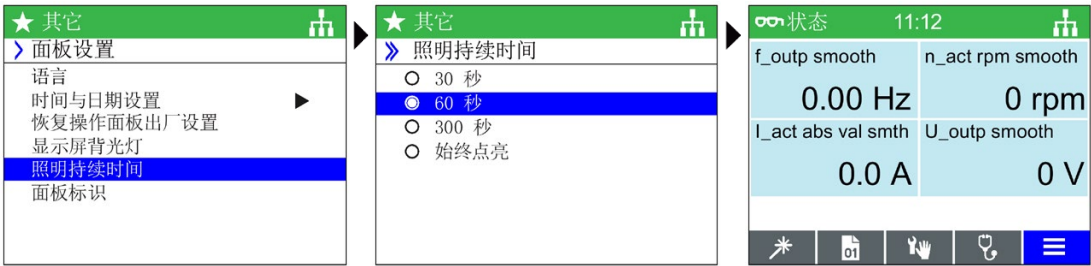 其它
面板设置
语言
时间与日期设置
恢复操作面板出厂设置
显示屏背光灯
照明持续时间
面板标识
其它
照明持续时间
30 秒
60 秒
300 秒
始终点亮
状态 11:12
f_outp smooth
0.00 Hz
n_act rpm smooth
0 rpm
I_act abs val smth
0.0 A
U_outp smooth
0 V
01